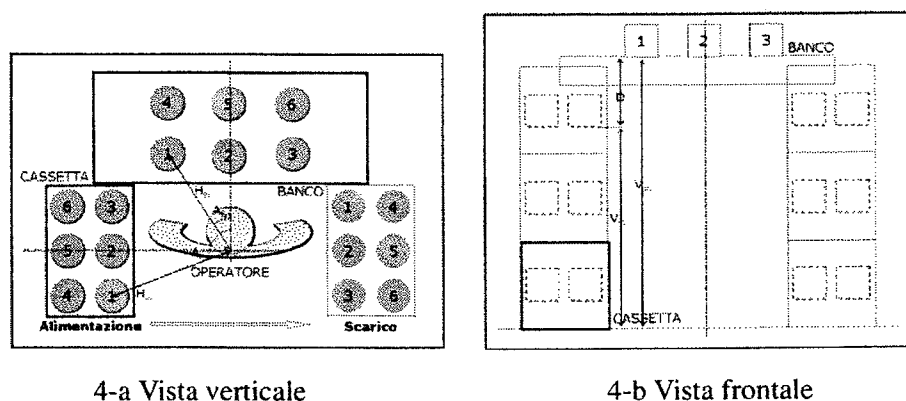 4 5 6
1 2 3
CASSETTA
BANCO
6 3
5 2
4 1
1 4
2 5
3 6
OPERATORE
Alimentazione
Scarico
4-a Vista verticale
1 2 3
BANCO
D
CASSETTA
4-b Vista frontale